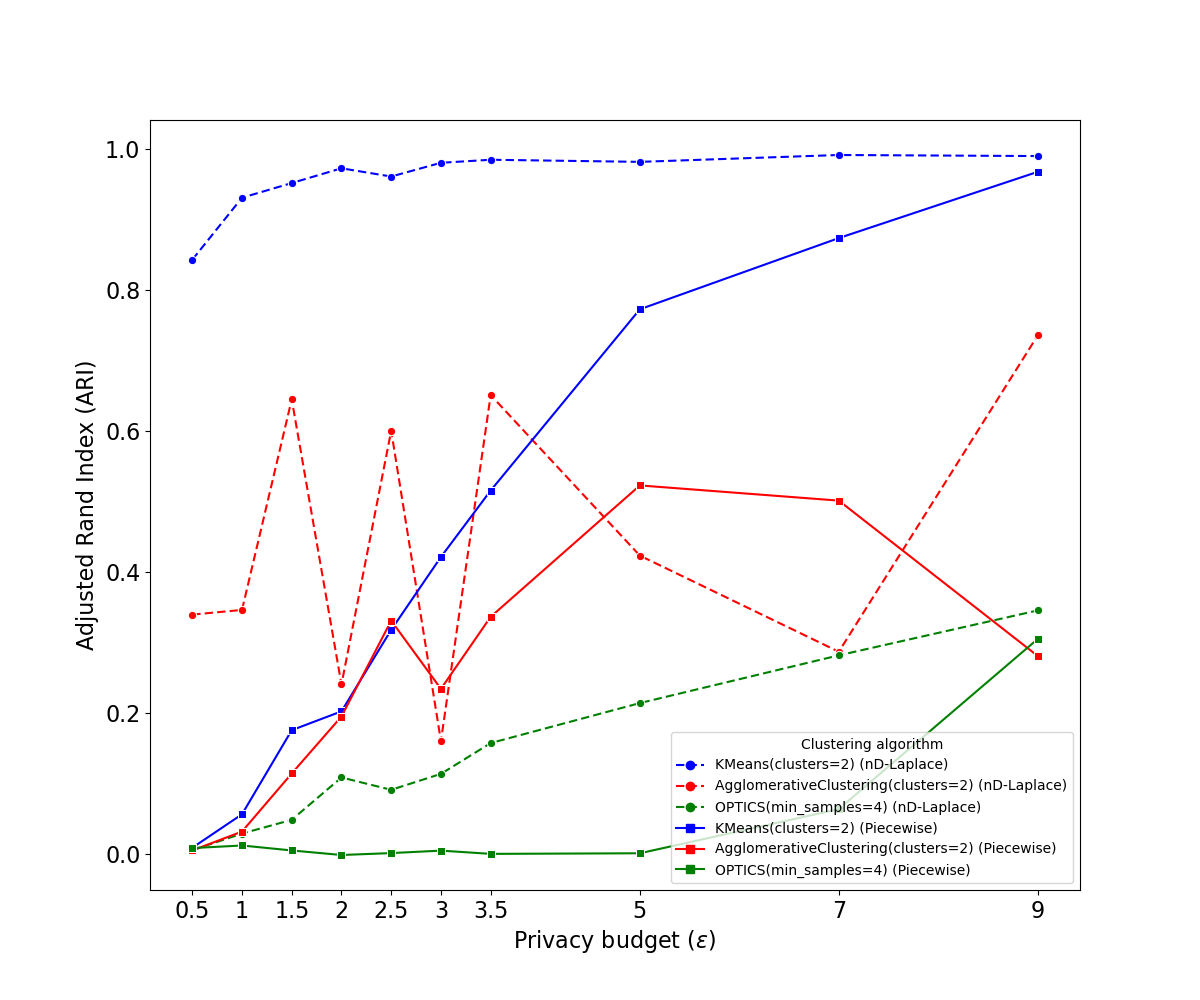 1.0
0.8
0.6
0.4
0.2
0.0
Adjusted Rand Index (ARI)
0.5 1 1.5 2 2.5 3 3.5 5 7 9
Privacy budget (ε)
Clustering algorithm
KMeans(clusters=2) (nD-Laplace)
AgglomerativeClustering(clusters=2) (nD-Laplace)
OPTICS(min_samples=4) (nD-Laplace)
KMeans(clusters=2) (Piecewise)
AgglomerativeClustering(clusters=2) (Piecewise)
OPTICS(min_samples=4) (Piecewise)